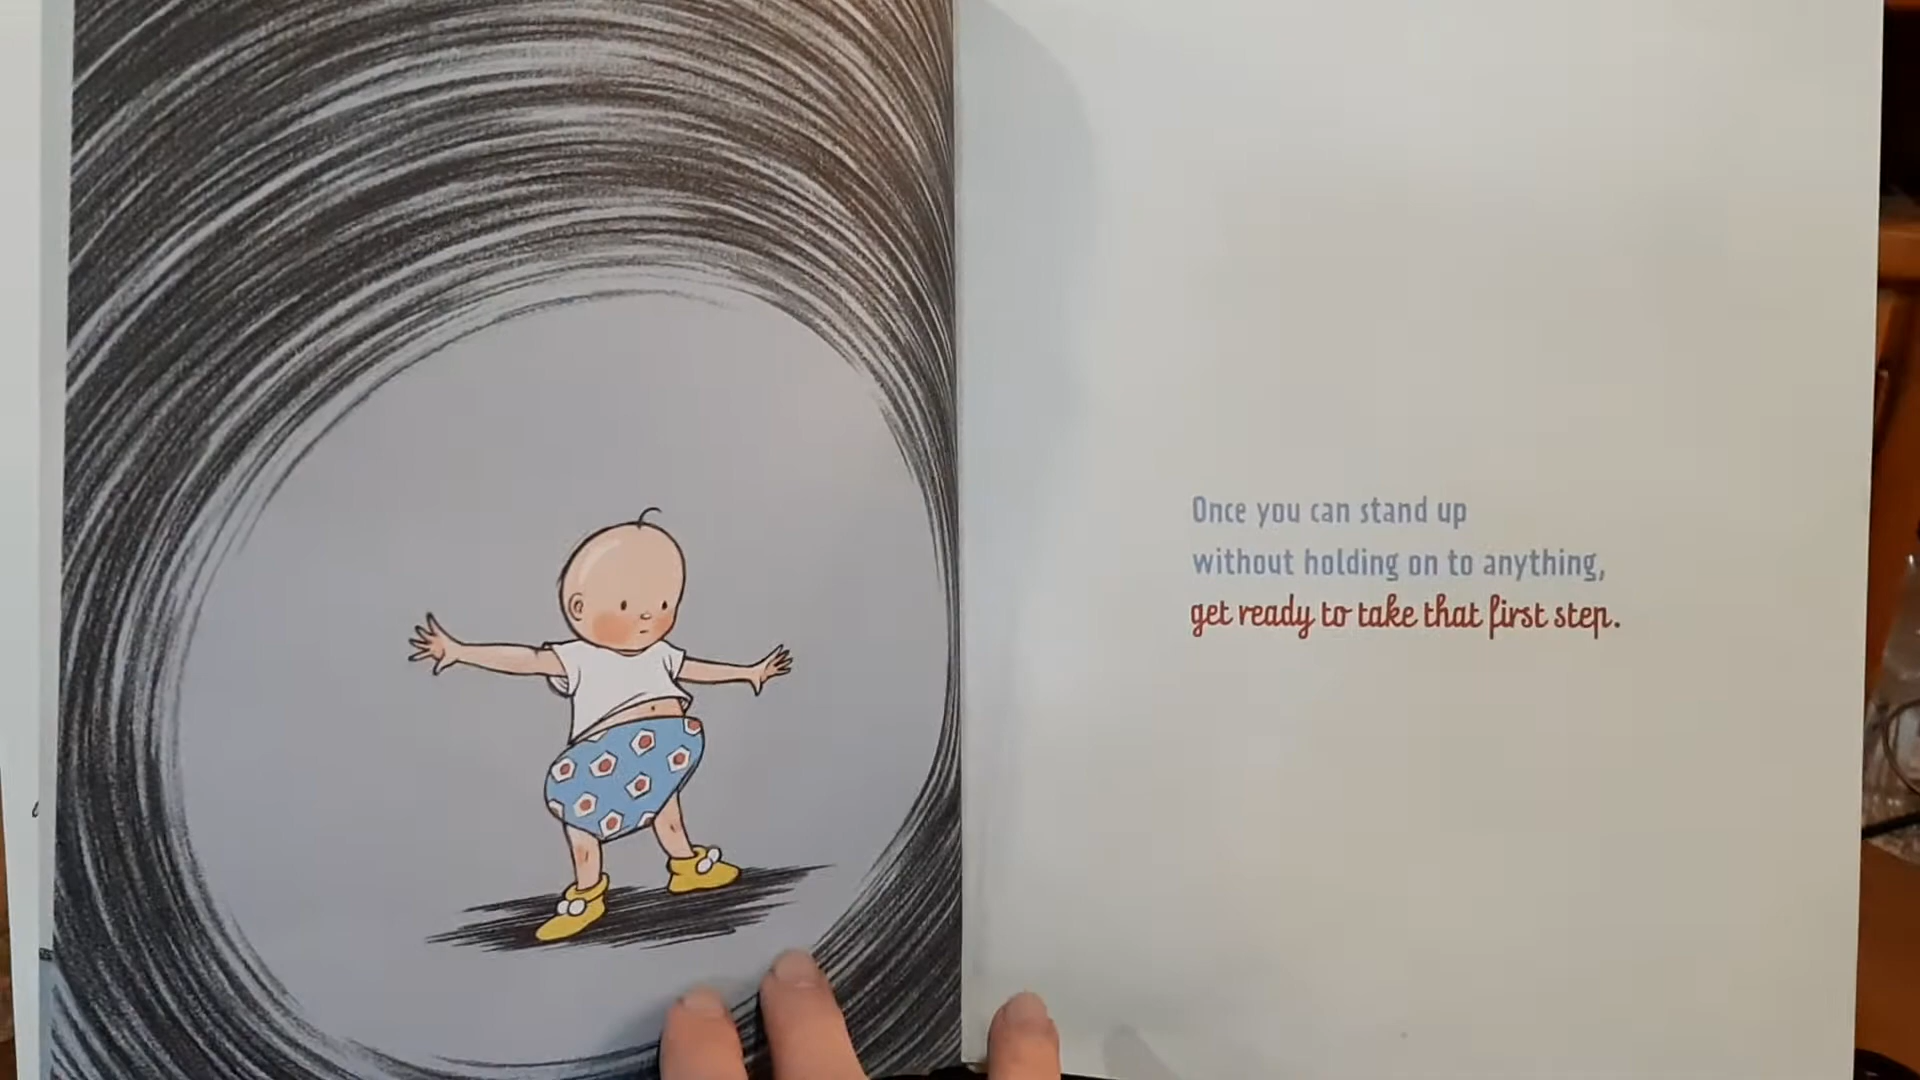 Once you can stand up
without holding on to anything,
get ready to take that first step.